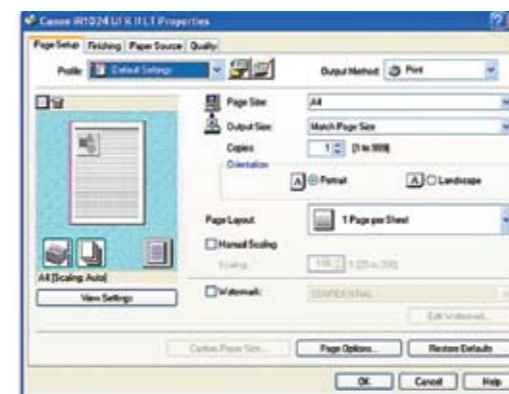 Canon iR1024 UFR II LT Properties
Page Setup Finishing Paper Source Quality
Profile: Default Settings Output Method: Print
Page Size: A4
Output Size: Match Page Size
Copies: 1 [1 to 999]
Orientation
A Portrait A Landscape
Page Layout: 1 Page per Sheet
Manual Scaling
Scaling: 100 % [25 to 200]
A4 [Scaling: Auto]
View Settings
Watermark: CONFIDENTIAL
Edit Watermark...
Custom Paper Size... Page Options... Restore Defaults
OK Cancel Help